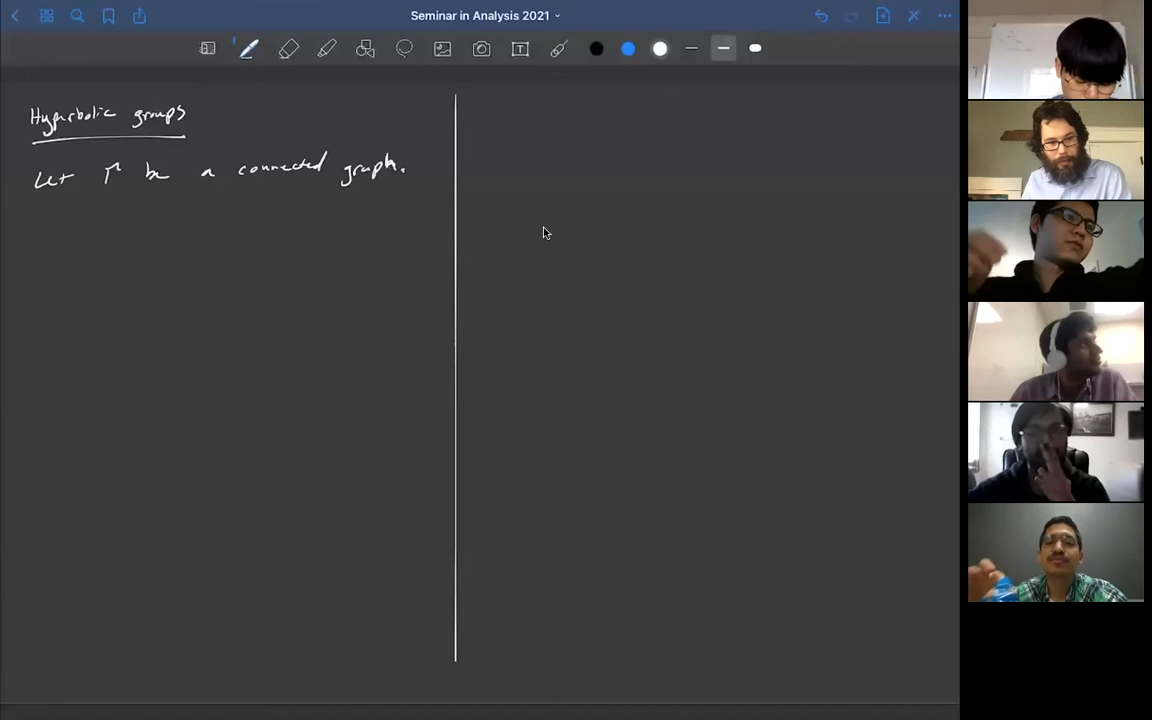 Seminar in Analysis 2021
Hyperbolic groups
Let Γ be a connected graph.